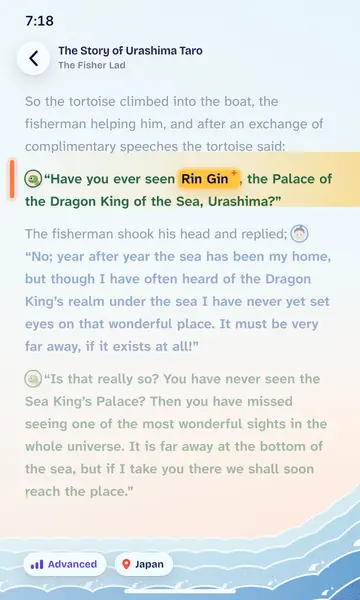 7:18
The Story of Urashima Taro
The Fisher Lad
So the tortoise climbed into the boat, the
fisherman helping him, and after an exchange of
complimentary speeches the tortoise said:
“Have you ever seen Rin Gin+, the Palace of
the Dragon King of the Sea, Urashima?”
The fisherman shook his head and replied;
“No; year after year the sea has been my home,
but though I have often heard of the Dragon
King’s realm under the sea I have never yet set
eyes on that wonderful place. It must be very
far away, if it exists at all!”
“Is that really so? You have never seen the
Sea King’s Palace? Then you have missed
seeing one of the most wonderful sights in the
whole universe. It is far away at the bottom of
the sea, but if I take you there we shall soon
reach the place.”
Advanced
Japan